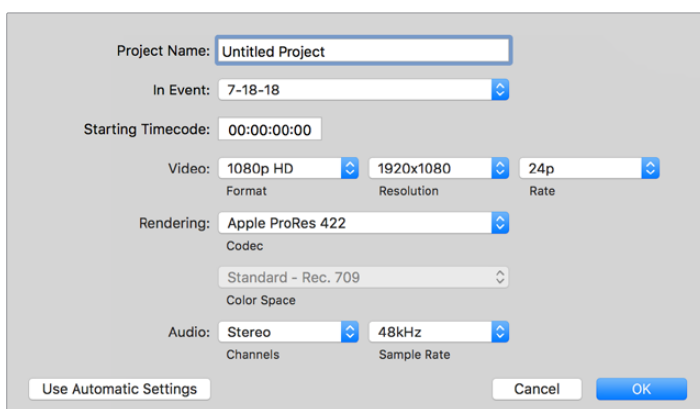 Project Name: Untitled Project
In Event: 7-18-18
Starting Timecode: 00:00:00:00
Video: 1080p HD 1920x1080 24p
Format Resolution Rate
Rendering: Apple ProRes 422
Codec
Standard - Rec. 709
Color Space
Audio: Stereo 48kHz
Channels Sample Rate
Use Automatic Settings Cancel OK